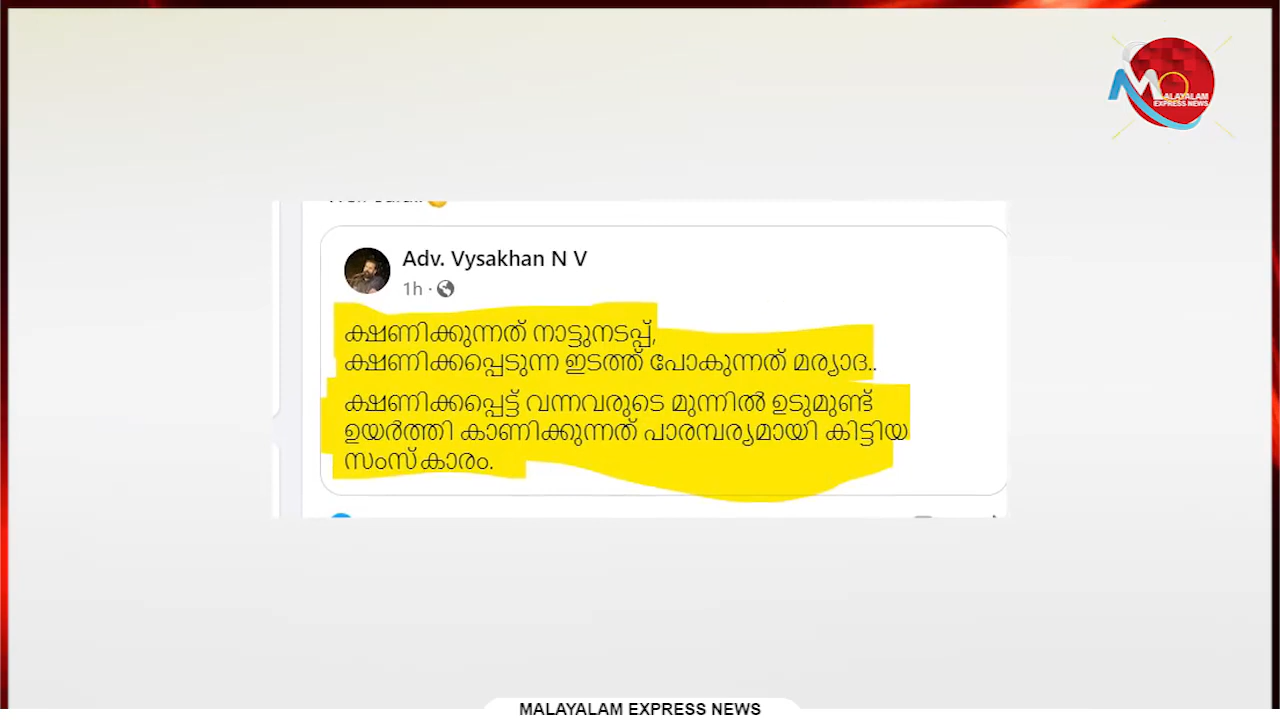 MALAYALAM
EXPRESS NEWS
Adv. Vysakhan N V
1h ·
ക്ഷണിക്കുന്നത് നാട്ടുനടപ്പ്,
ക്ഷണിക്കപ്പെടുന്ന ഇടത്ത് പോകുന്നത് മര്യാദ..
ക്ഷണിക്കപ്പെട്ട് വന്നവരുടെ മുന്നിൽ ഉടുമുണ്ട്
ഉയർത്തി കാണിക്കുന്നത് പാരമ്പര്യമായി കിട്ടിയ
സംസ്കാരം.
MALAYALAM EXPRESS NEWS